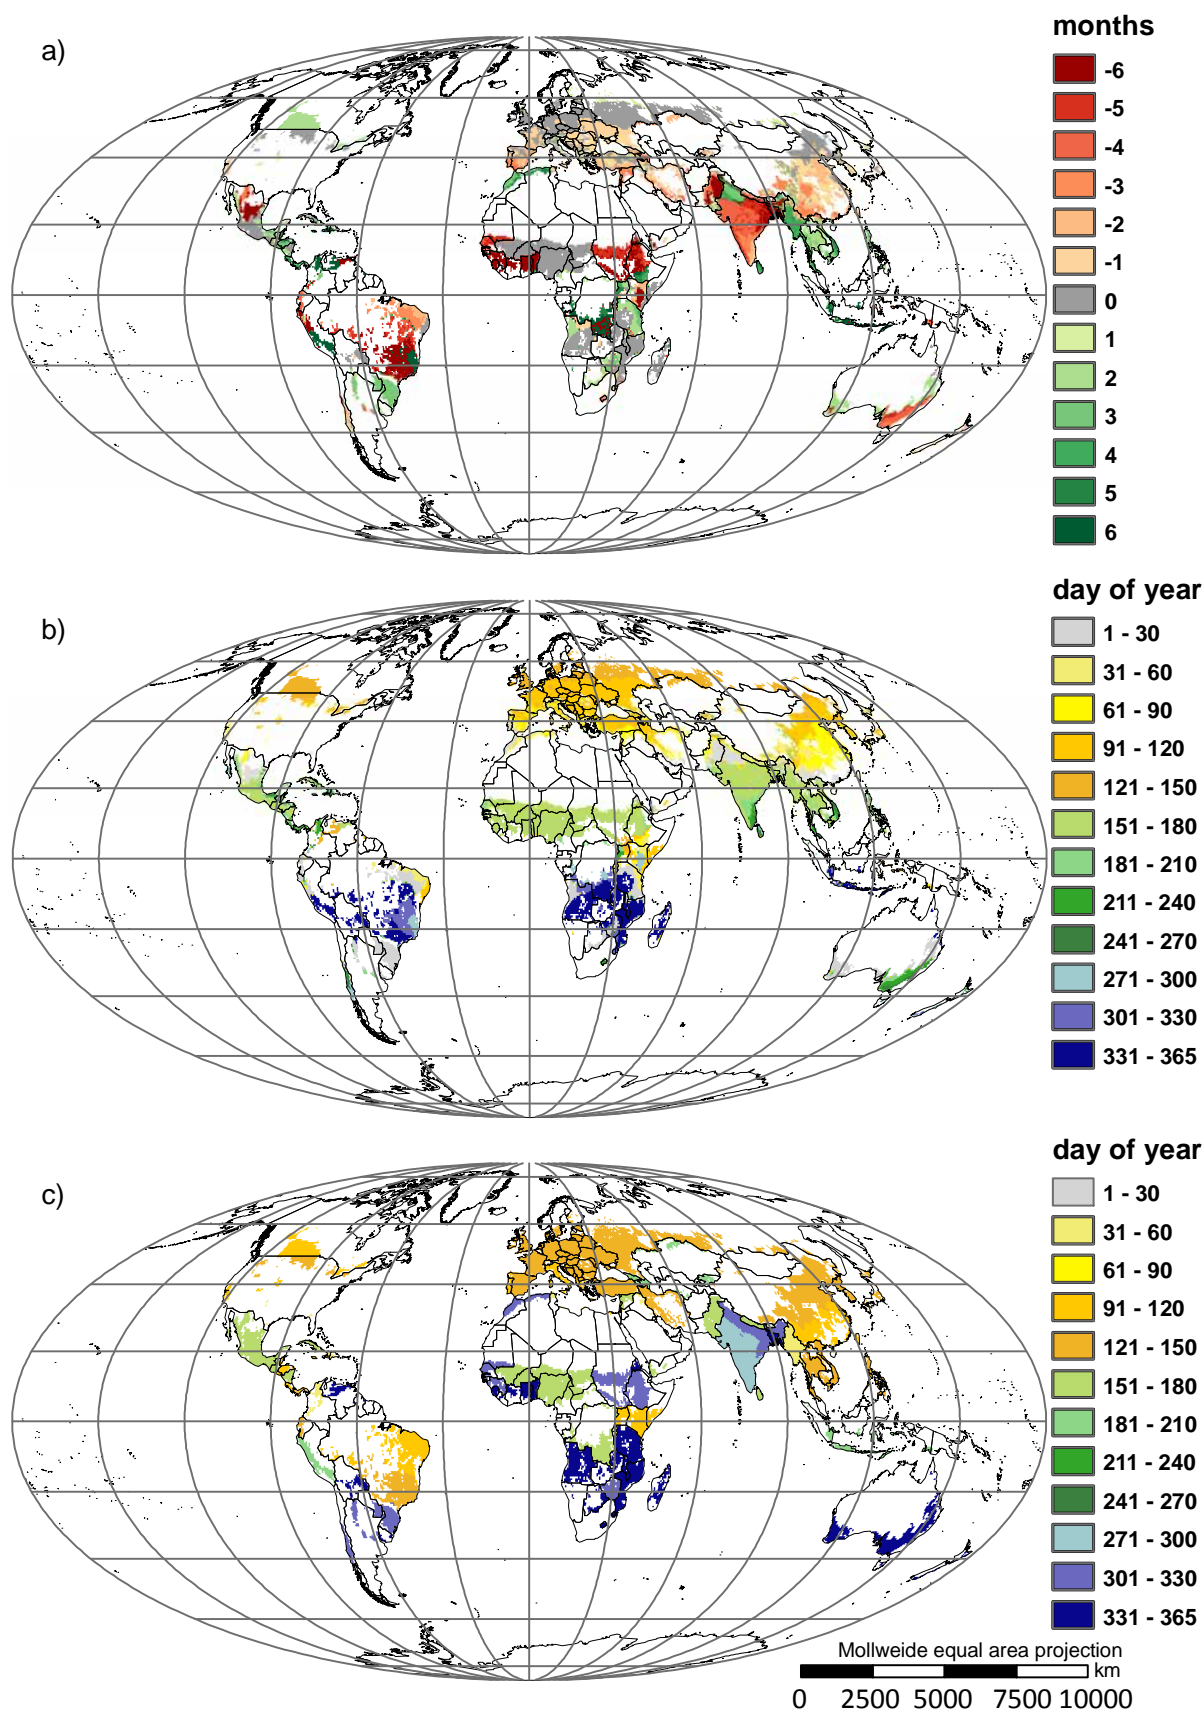 a)
months
-6
-5
-4
-3
-2
-1
0
1
2
3
4
5
6
b)
day of year
1 - 30
31 - 60
61 - 90
91 - 120
121 - 150
151 - 180
181 - 210
211 - 240
241 - 270
271 - 300
301 - 330
331 - 365
c)
day of year
1 - 30
31 - 60
61 - 90
91 - 120
121 - 150
151 - 180
181 - 210
211 - 240
241 - 270
271 - 300
301 - 330
331 - 365
Mollweide equal area projection
km
0 2500 5000 7500 10000